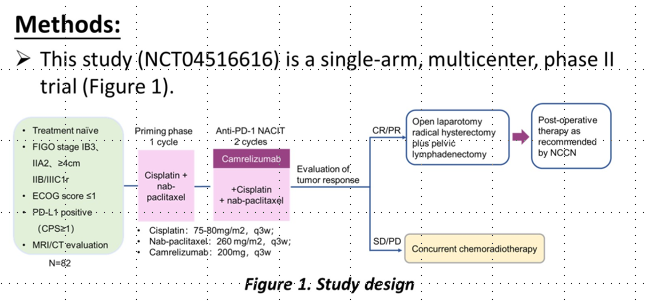 Methods:
➢ This study (NCT04516616) is a single-arm, multicenter, phase II
trial (Figure 1).
• Treatment naïve
• FIGO stage IB3、
IIA2、≥4cm
IIB/IIIC1r
• ECOG score ≤1
• PD-L1 positive
(CPS≥1)
• MRI/CT evaluation
N=82
Priming phase
1 cycle
Cisplatin +
nab-
paclitaxel
Anti-PD-1 NACIT
2 cycles
Camrelizumab
+Cisplatin
+ nab-paclitaxel
• Cisplatin：75-80mg/m2，q3w;
• Nab-paclitaxel：260 mg/m2，q3w;
• Camrelizumab：200mg，q3w
Evaluation of
tumor response
CR/PR
Open laparotomy
radical hysterectomy
plus pelvic
lymphadenectomy
Post-operative
therapy as
recommended
by NCCN
SD/PD
Concurrent chemoradiotherapy
Figure 1. Study design